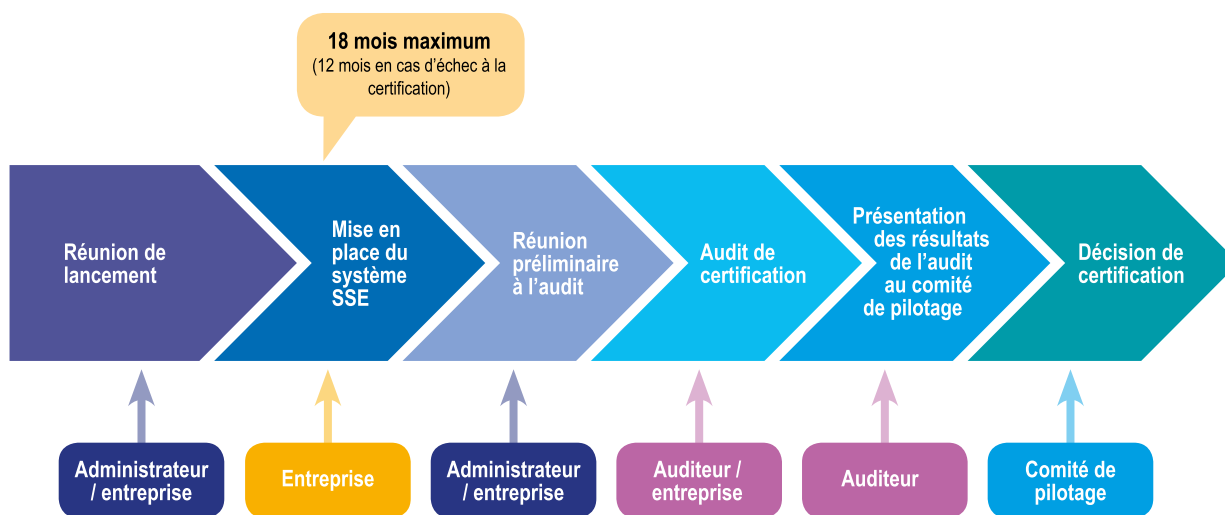 18 mois maximum
(12 mois en cas d’échec à la
certification)
Réunion de
lancement
Mise en
place du
système
SSE
Réunion
préliminaire
à l’audit
Audit de
certification
Présentation
des résultats
de l’audit
au comité
de pilotage
Décision de
certification
Administrateur
/ entreprise
Entreprise
Administrateur
/ entreprise
Auditeur /
entreprise
Auditeur
Comité de
pilotage